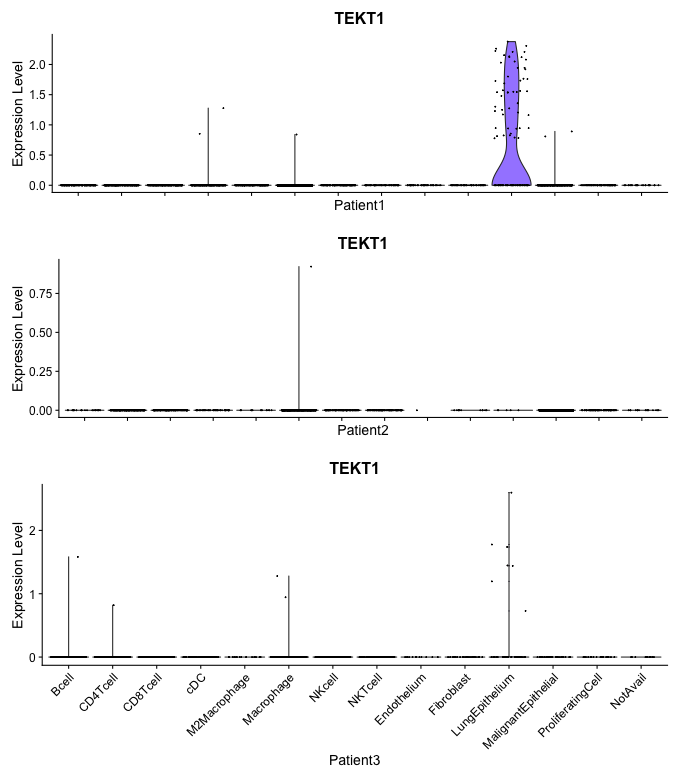 TEKT1
Expression Level
2.0
1.5
1.0
0.5
0.0
Patient1
TEKT1
Expression Level
0.75
0.50
0.25
0.00
Patient2
TEKT1
Expression Level
2
1
0
Bcell
CD4Tcell
CD8Tcell
cDC
M2Macrophage
Macrophage
NKcell
NKTcell
Endothelium
Fibroblast
LungEpithelium
MalignantEpithelial
ProliferatingCell
NotAvail
Patient3